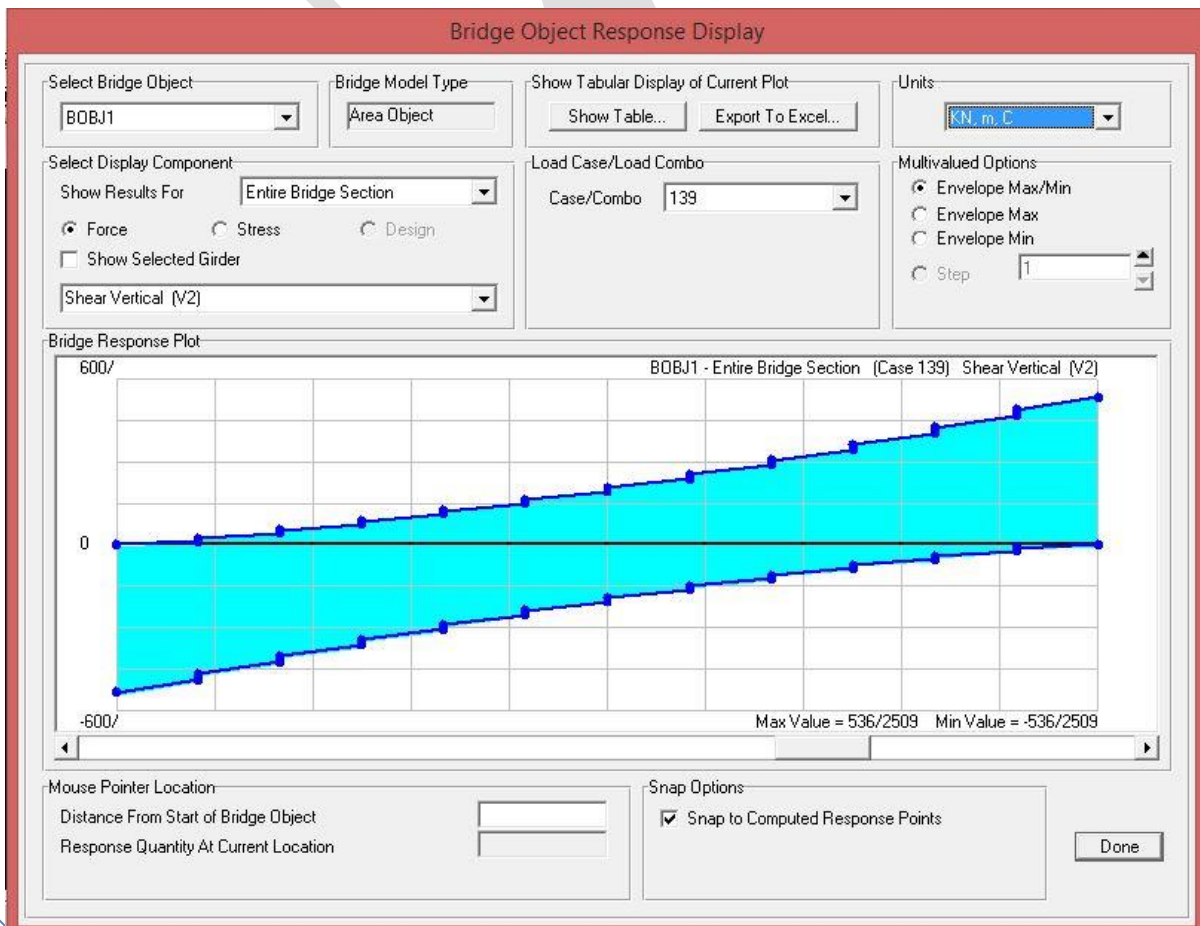 Bridge Object Response Display
Select Bridge Object
BOBJ1
Bridge Model Type
Area Object
Show Tabular Display of Current Plot
Show Table...
Export To Excel...
Units
KN, m, C
Select Display Component
Show Results For
Entire Bridge Section
Force
Stress
Design
Show Selected Girder
Shear Vertical (V2)
Load Case/Load Combo
Case/Combo
139
Multivalued Options
Envelope Max/Min
Envelope Max
Envelope Min
Step
1
Bridge Response Plot
600/
BOBJ1 - Entire Bridge Section (Case 139) Shear Vertical (V2)
0
-600/
Max Value = 536/2509 Min Value = -536/2509
Mouse Pointer Location
Distance From Start of Bridge Object
Response Quantity At Current Location
Snap Options
Snap to Computed Response Points
Done